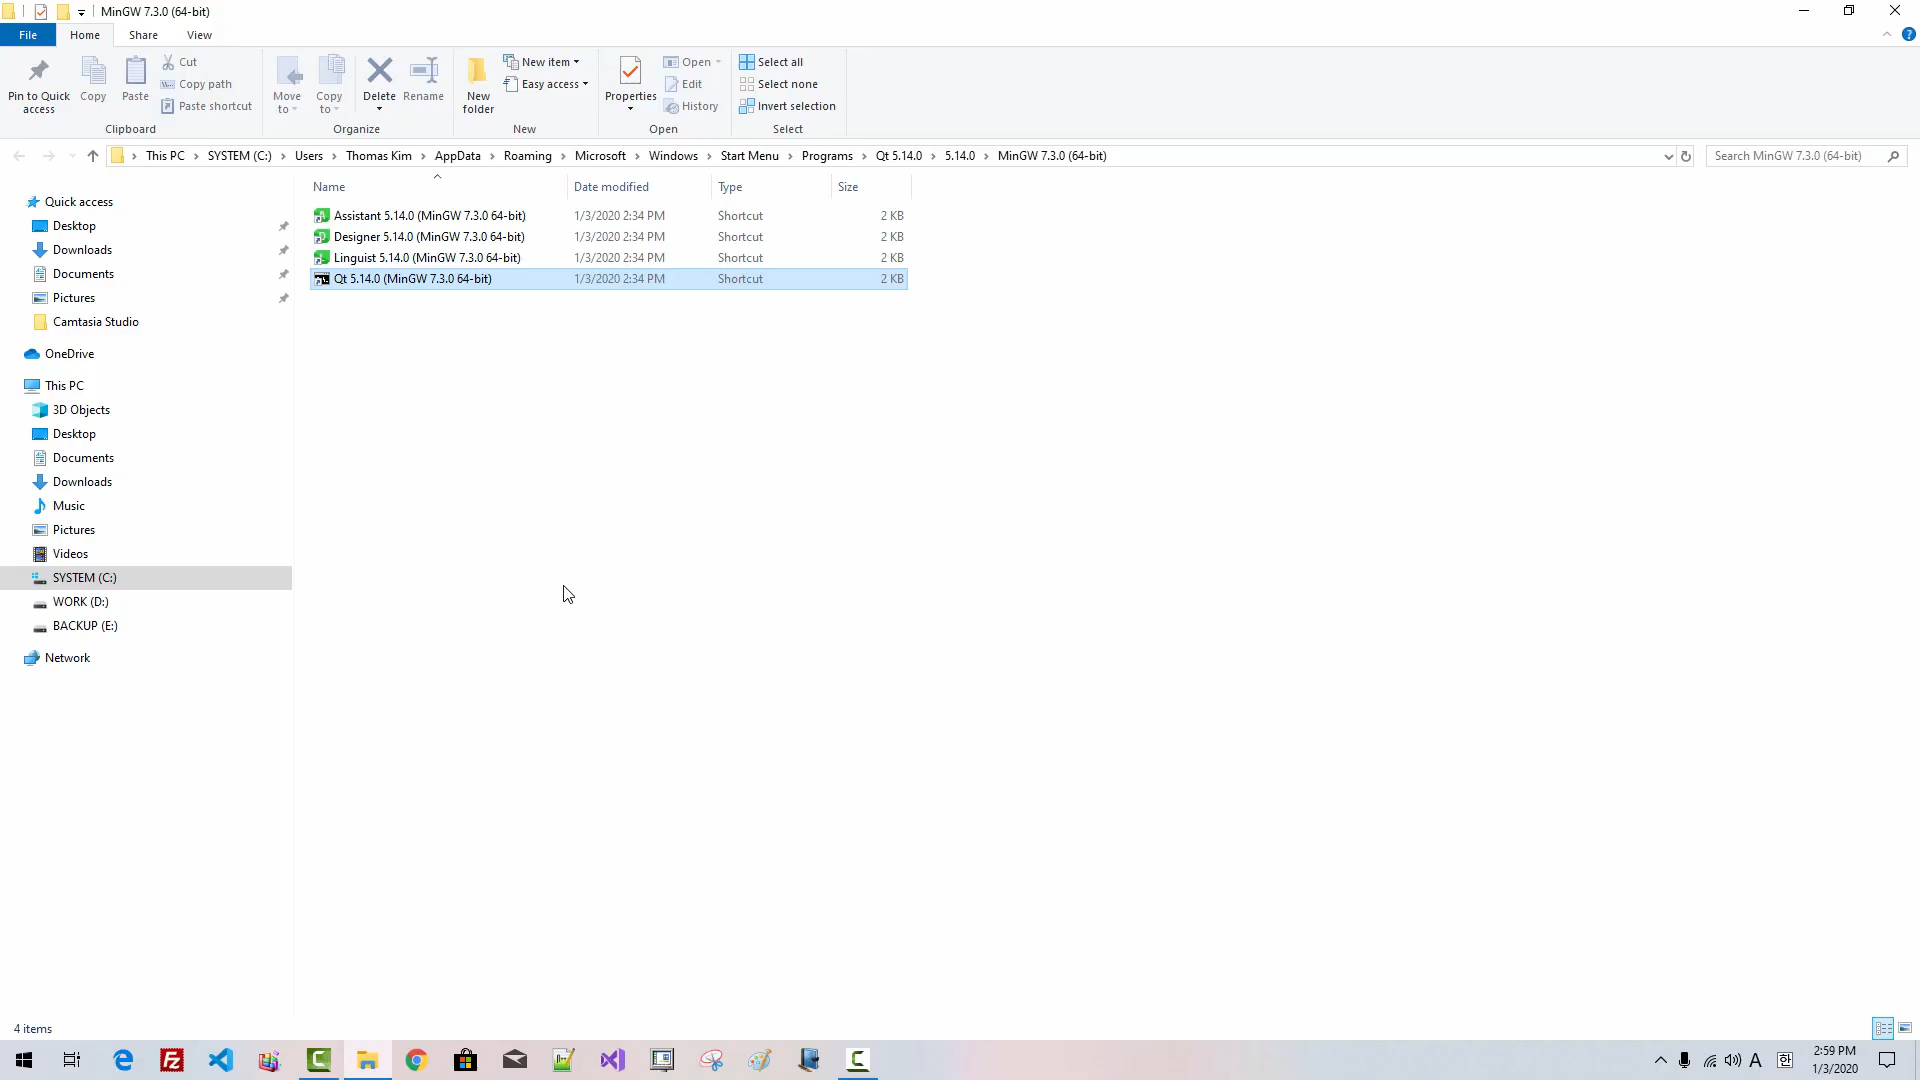 MinGW 7.3.0 (64-bit)
File Home Share View
Pin to Quick access
Copy
Paste
Cut
Copy path
Paste shortcut
Clipboard
Move to
Copy to
Delete
Rename
Organize
New folder
New item
Easy access
New
Properties
Open
Edit
History
Open
Select all
Select none
Invert selection
Select
This PC > SYSTEM (C:) > Users > Thomas Kim > AppData > Roaming > Microsoft > Windows > Start Menu > Programs > Qt 5.14.0 > 5.14.0 > MinGW 7.3.0 (64-bit)
Search MinGW 7.3.0 (64-bit)
Quick access
Desktop
Downloads
Documents
Pictures
Camtasia Studio
OneDrive
This PC
3D Objects
Desktop
Documents
Downloads
Music
Pictures
Videos
SYSTEM (C:)
WORK (D:)
BACKUP (E:)
Network
Name Date modified Type Size
Assistant 5.14.0 (MinGW 7.3.0 64-bit) 1/3/2020 2:34 PM Shortcut 2 KB
Designer 5.14.0 (MinGW 7.3.0 64-bit) 1/3/2020 2:34 PM Shortcut 2 KB
Linguist 5.14.0 (MinGW 7.3.0 64-bit) 1/3/2020 2:34 PM Shortcut 2 KB
Qt 5.14.0 (MinGW 7.3.0 64-bit) 1/3/2020 2:34 PM Shortcut 2 KB
4 items
A 한
2:59 PM
1/3/2020